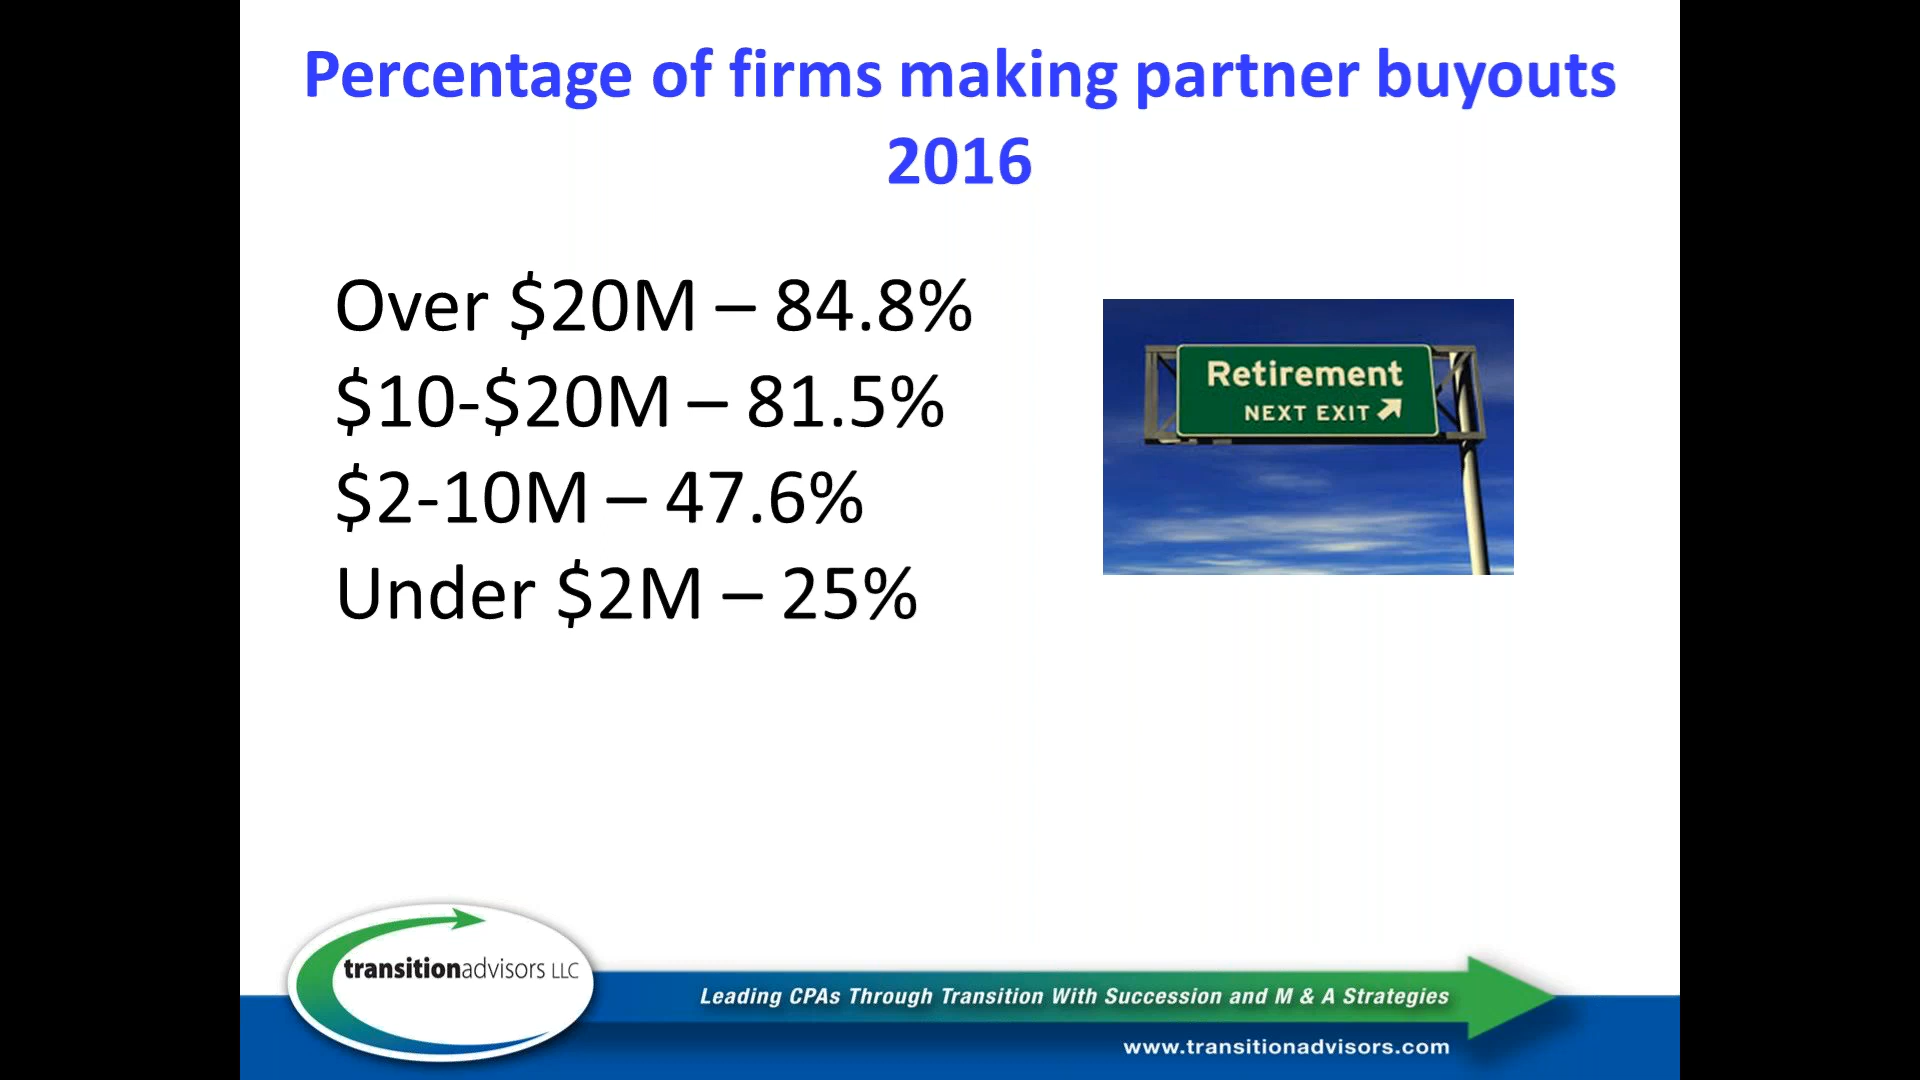 Percentage of firms making partner buyouts
2016
Over $20M – 84.8%
$10-$20M – 81.5%
$2-10M – 47.6%
Under $2M – 25%
Retirement
NEXT EXIT
transitionadvisors LLC
Leading CPAs Through Transition With Succession and M & A Strategies
www.transitionadvisors.com